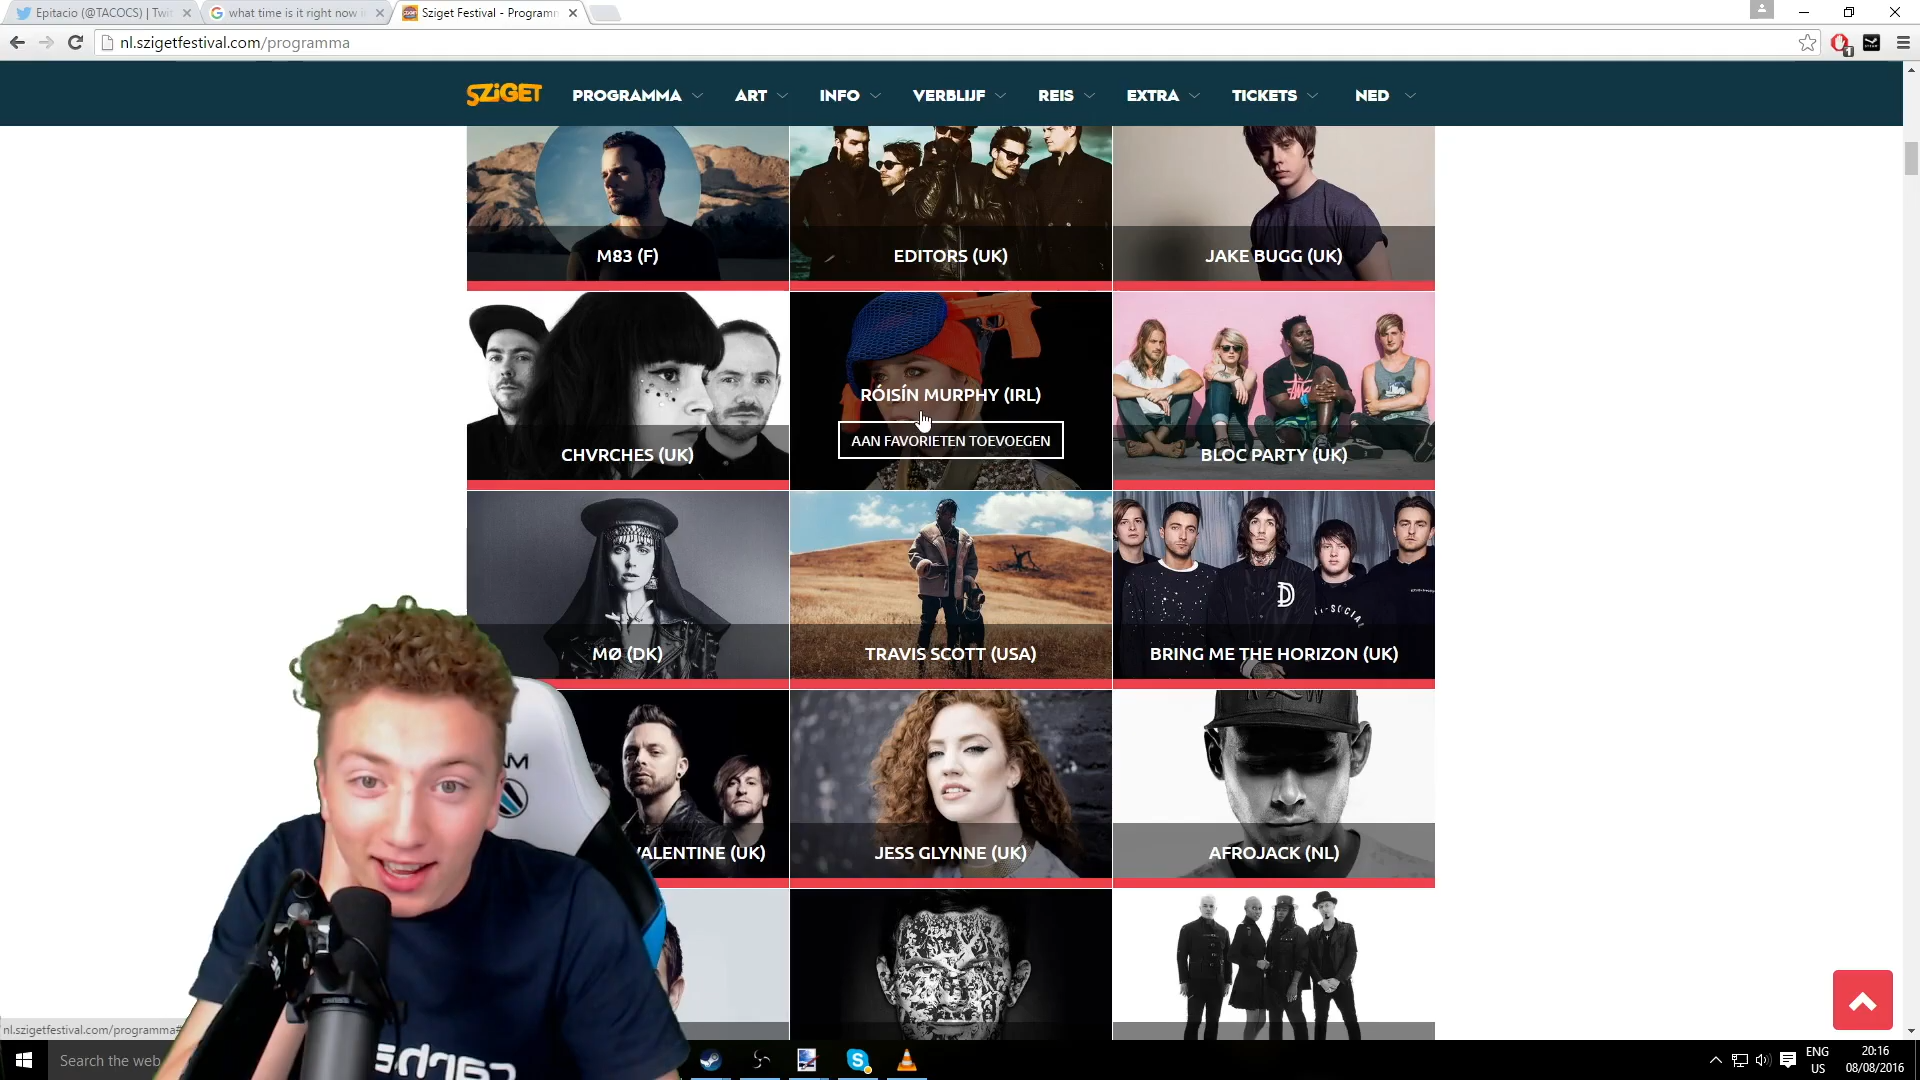 Epitacio (@TACOCS) | Twit
what time is it right now i
Sziget Festival - Programm
nl.szigetfestival.com/programma
1
SZIGET
PROGRAMMA
ART
INFO
VERBLIJF
REIS
EXTRA
TICKETS
NED
M83 (F)
EDITORS (UK)
JAKE BUGG (UK)
CHVRCHES (UK)
RÓISÍN MURPHY (IRL)
AAN FAVORIETEN TOEVOEGEN
BLOC PARTY (UK)
MØ (DK)
TRAVIS SCOTT (USA)
BRING ME THE HORIZON (UK)
VALENTINE (UK)
JESS GLYNNE (UK)
AFROJACK (NL)
nl.szigetfestival.com/programma#
Search the web
ENG
US
20:16
08/08/2016